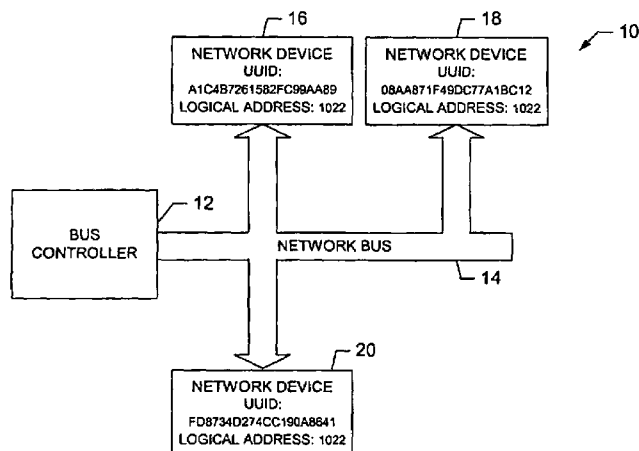 16
NETWORK DEVICE
UUID:
A1C4B7261582FC99AA89
LOGICAL ADDRESS: 1022
18
NETWORK DEVICE
UUID:
08AA871F49DC77A1BC12
LOGICAL ADDRESS: 1022
10
12
BUS
CONTROLLER
NETWORK BUS
14
20
NETWORK DEVICE
UUID:
FD8734D274CC190A8641
LOGICAL ADDRESS: 1022